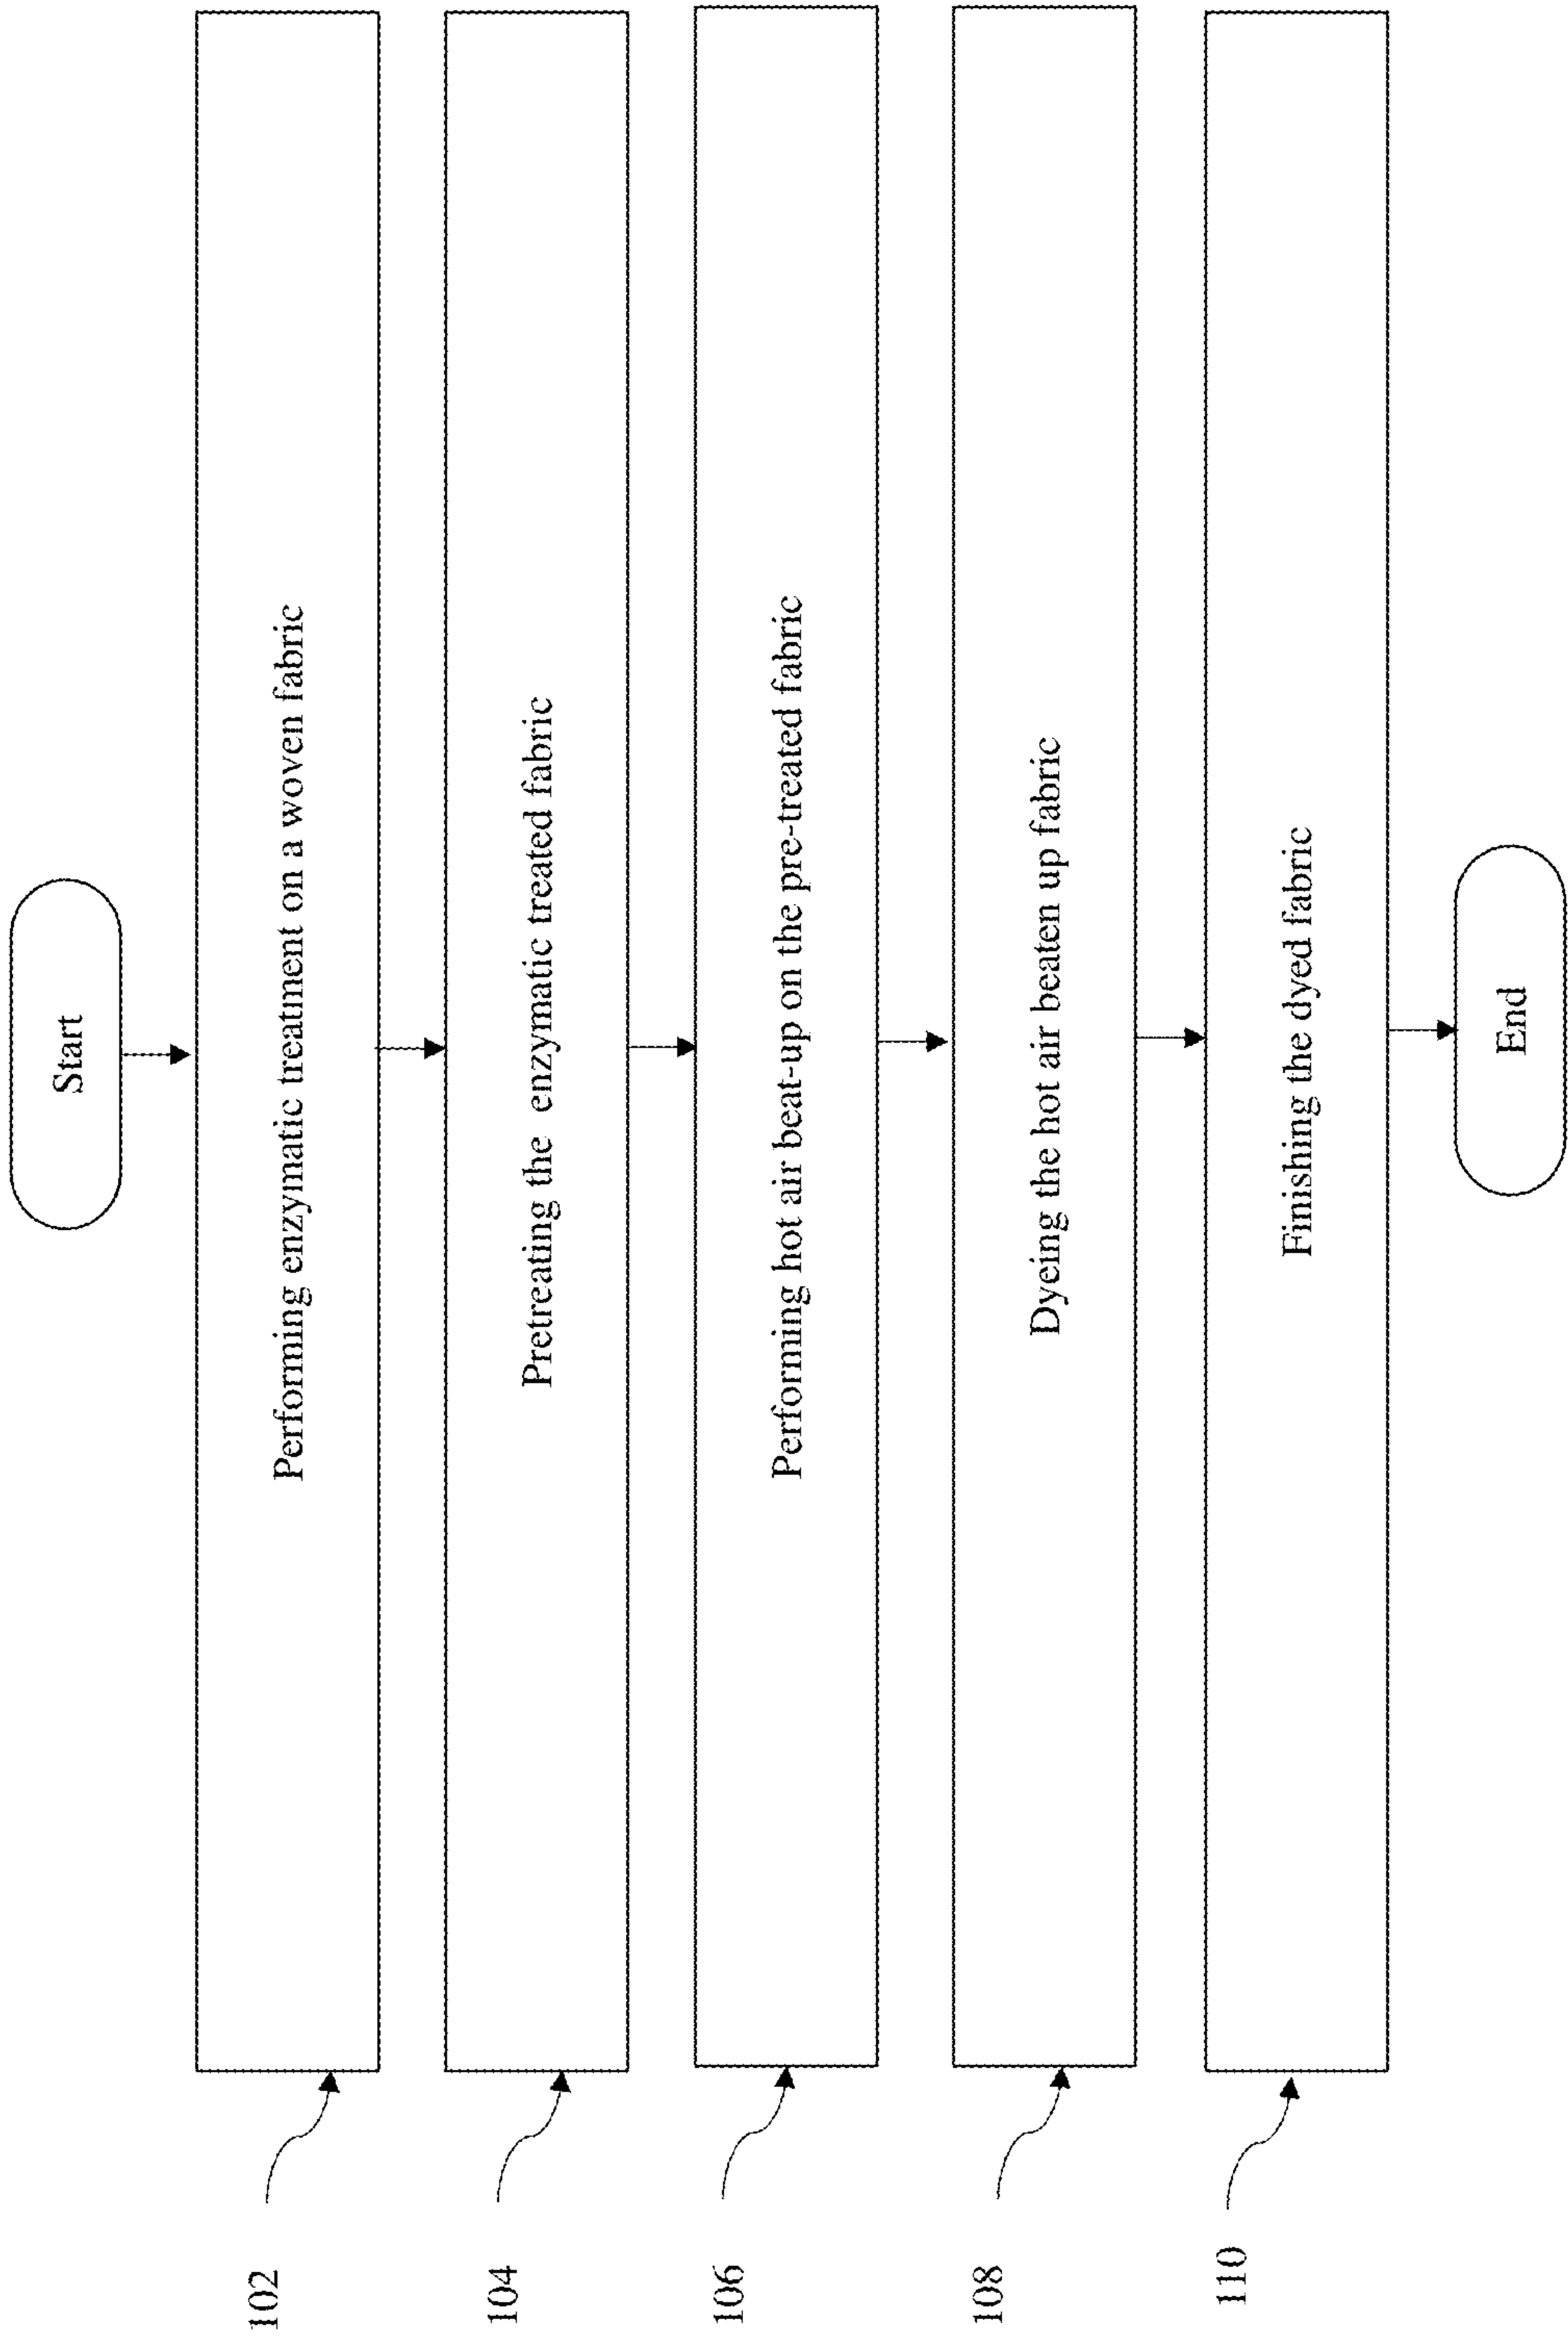 Start
102
Performing enzymatic treatment on a woven fabric
104
Pretreating the enzymatic treated fabric
106
Performing hot air beat-up on the pre-treated fabric
108
Dyeing the hot air beaten up fabric
110
Finishing the dyed fabric
End